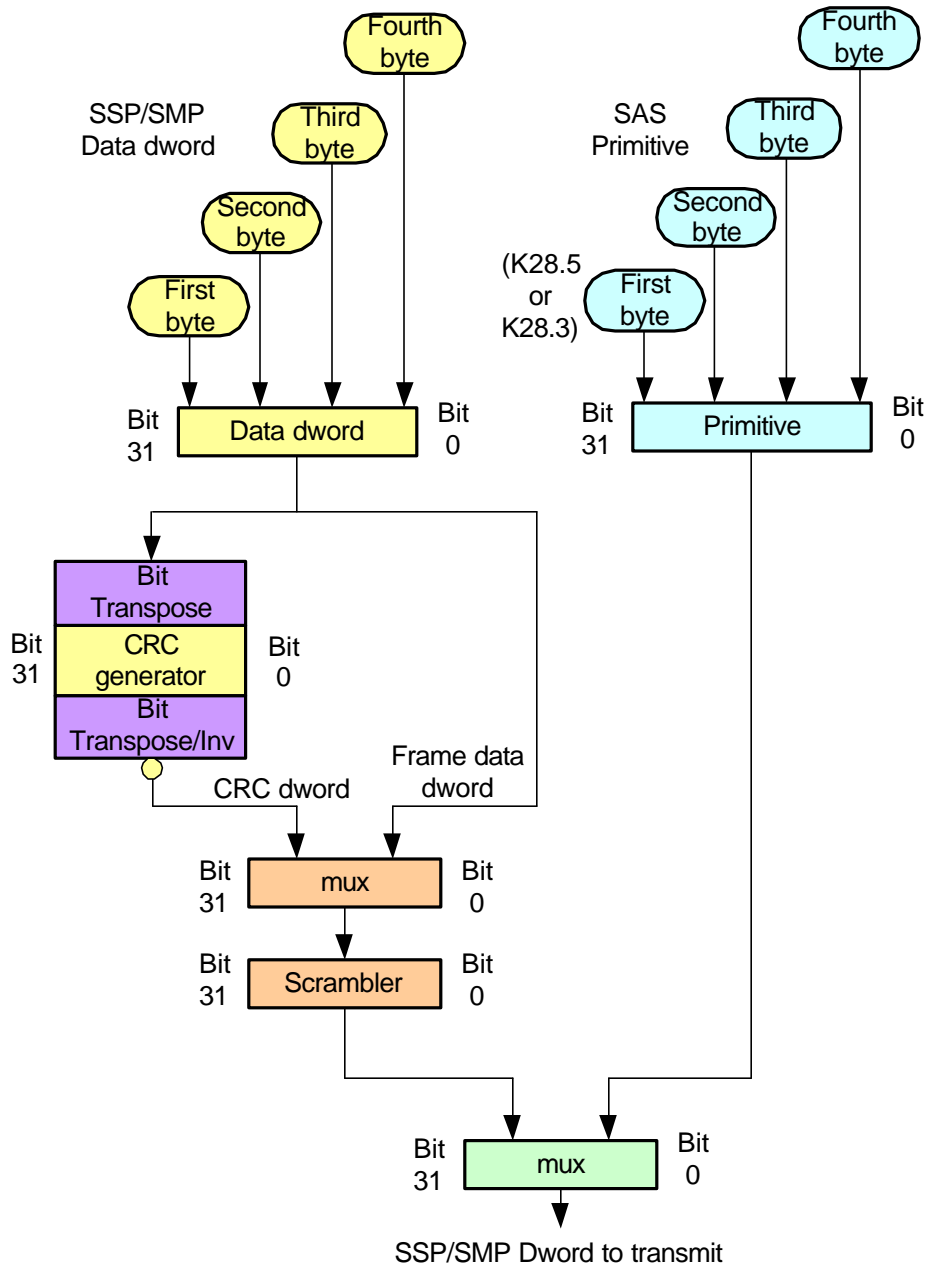 Fourth
byte
Fourth
byte
SSP/SMP
Data dword
Third
byte
SAS
Primitive
Third
byte
Second
byte
Second
byte
(K28.5
or
K28.3)
First
byte
First
byte
Bit
31
Data dword
Bit
0
Bit
31
Primitive
Bit
0
Bit
Transpose
Bit
31
CRC
generator
Bit
0
Bit
Transpose/Inv
CRC dword
Frame data
dword
Bit
31
mux
Bit
0
Bit
31
Scrambler
Bit
0
Bit
31
mux
Bit
0
SSP/SMP Dword to transmit